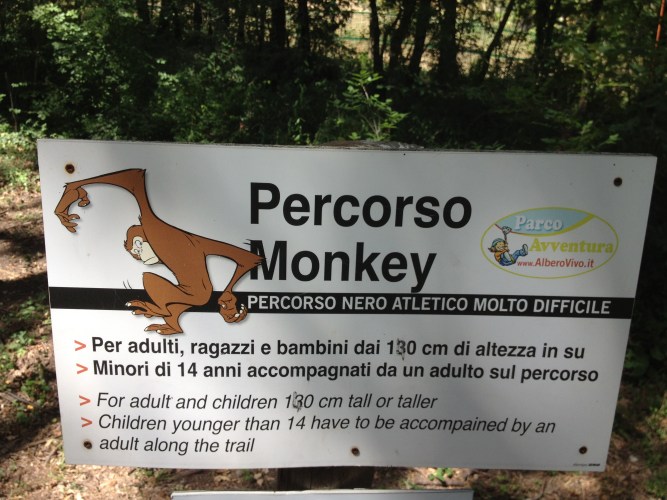 Percorso
Monkey
Parco
Avventura
www.AlberoVivo.it
PERCORSO NERO ATLETICO MOLTO DIFFICILE
> Per adulti, ragazzi e bambini dai 130 cm di altezza in su
> Minori di 14 anni accompagnati da un adulto sul percorso
> For adult and children 130 cm tall or taller
> Children younger than 14 have to be accompained by an
adult along the trail